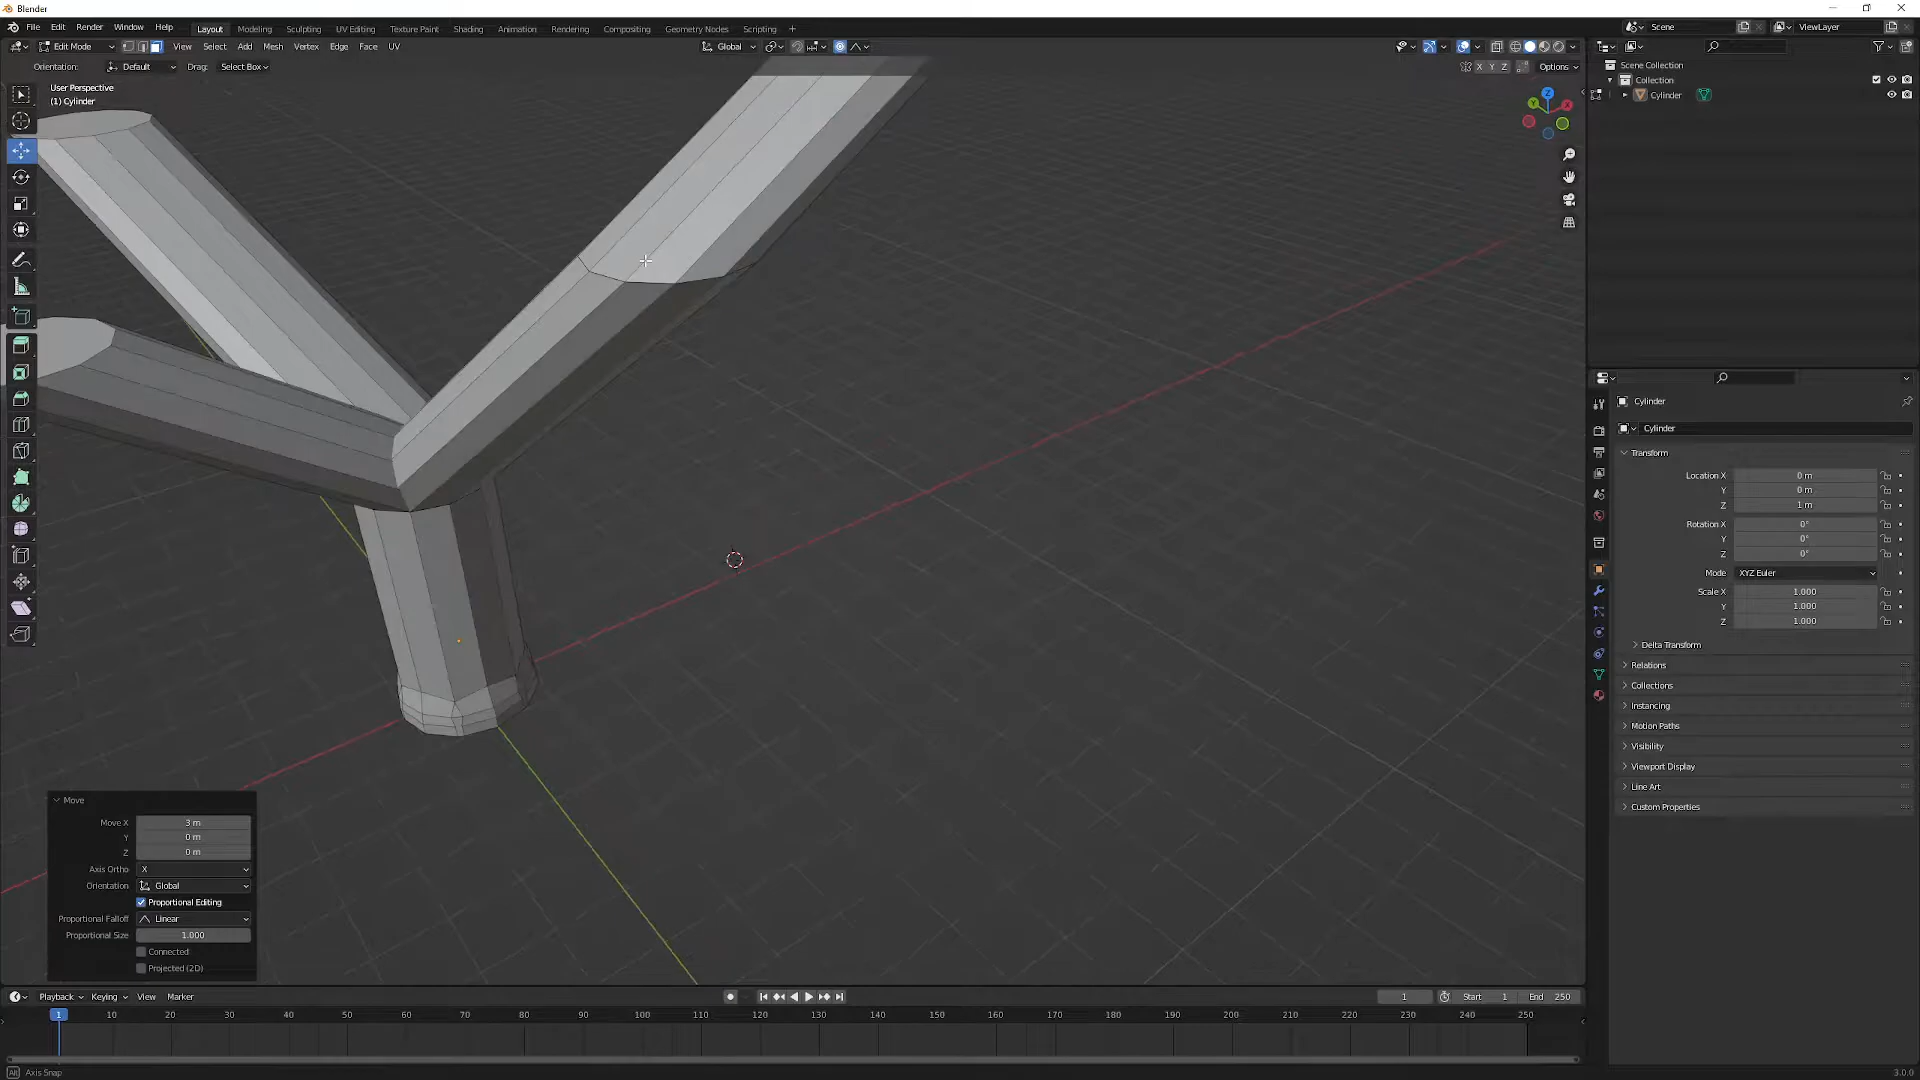 Blender
File Edit Render Window Help
Layout Modeling Sculpting UV Editing Texture Paint Shading Animation Rendering Compositing Geometry Nodes Scripting +
Scene
ViewLayer
Edit Mode View Select Add Mesh Vertex Edge Face UV
Global
Orientation: Default Drag: Select Box
X Y Z Options
User Perspective
(1) Cylinder
Z
Y
X
Scene Collection
Collection
Cylinder
Cylinder
Cylinder
Transform
Location X 0 m
Y 0 m
Z 1 m
Rotation X 0°
Y 0°
Z 0°
Mode XYZ Euler
Scale X 1.000
Y 1.000
Z 1.000
Delta Transform
Relations
Collections
Instancing
Motion Paths
Visibility
Viewport Display
Line Art
Custom Properties
Move
Move X 3 m
Y 0 m
Z 0 m
Axis Ortho X
Orientation Global
Proportional Editing
Proportional Falloff Linear
Proportional Size 1.000
Connected
Projected (2D)
Playback Keying View Marker
1 Start 1 End 250
1 10 20 30 40 50 60 70 80 90 100 110 120 130 140 150 160 170 180 190 200 210 220 230 240 250
Alt Axis Snap
3.0.0